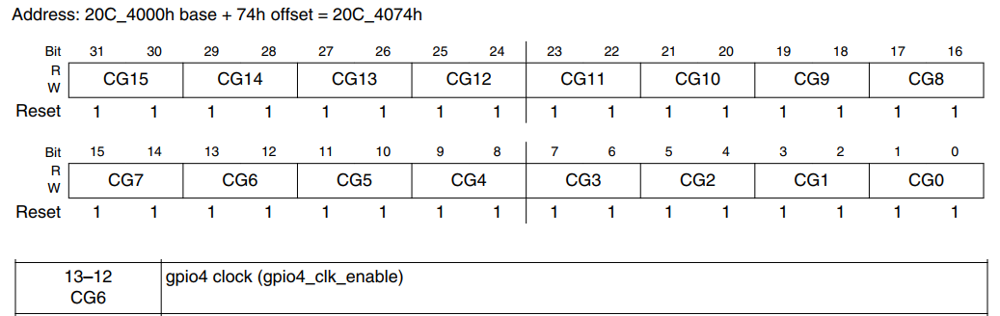 Address: 20C_4000h base + 74h offset = 20C_4074h
Bit 31 30 29 28 27 26 25 24 23 22 21 20 19 18 17 16
R
W
CG15 CG14 CG13 CG12 CG11 CG10 CG9 CG8
Reset 1 1 1 1 1 1 1 1 1 1 1 1 1 1 1 1
Bit 15 14 13 12 11 10 9 8 7 6 5 4 3 2 1 0
R
W
CG7 CG6 CG5 CG4 CG3 CG2 CG1 CG0
Reset 1 1 1 1 1 1 1 1 1 1 1 1 1 1 1 1
13–12 gpio4 clock (gpio4_clk_enable)
CG6